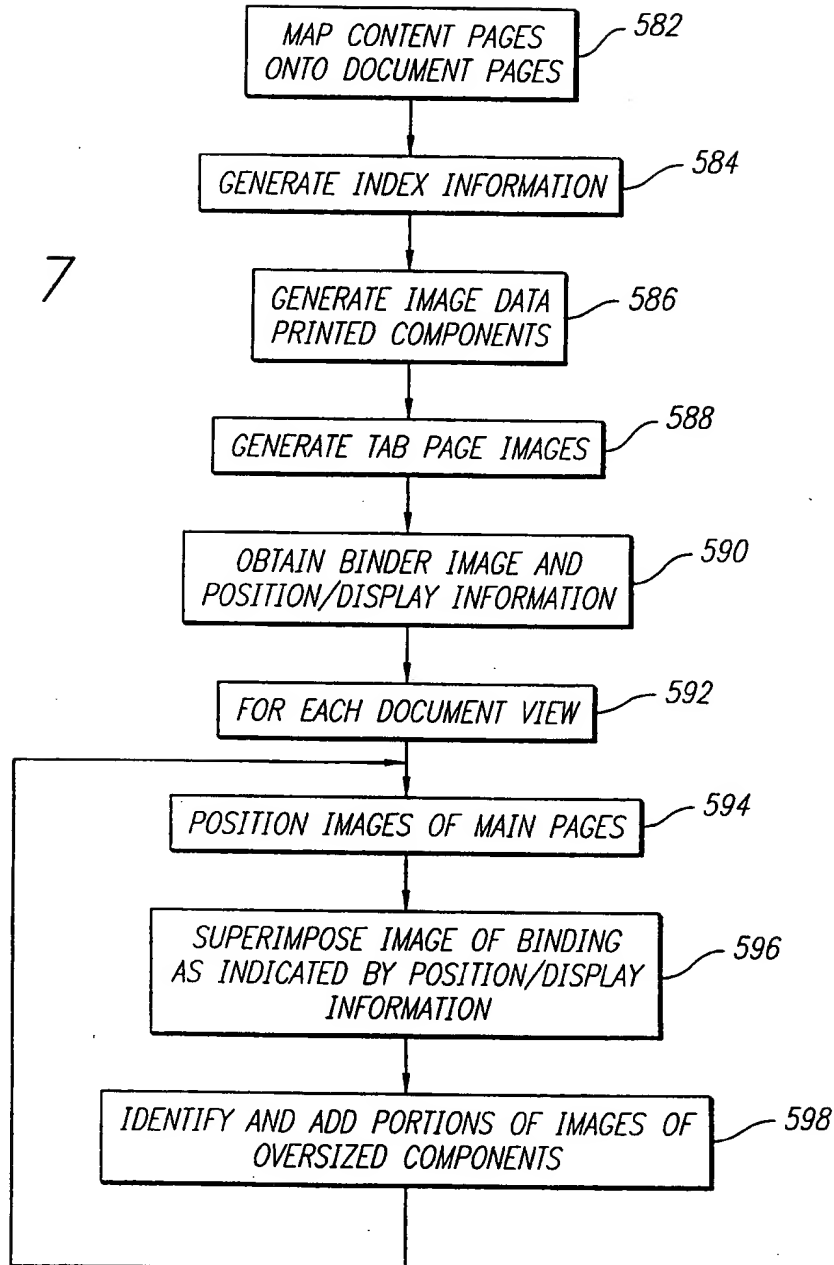 MAP CONTENT PAGES
ONTO DOCUMENT PAGES
582
GENERATE INDEX INFORMATION
584
7
GENERATE IMAGE DATA
PRINTED COMPONENTS
586
GENERATE TAB PAGE IMAGES
588
OBTAIN BINDER IMAGE AND
POSITION/DISPLAY INFORMATION
590
FOR EACH DOCUMENT VIEW
592
POSITION IMAGES OF MAIN PAGES
594
SUPERIMPOSE IMAGE OF BINDING
AS INDICATED BY POSITION/DISPLAY
INFORMATION
596
IDENTIFY AND ADD PORTIONS OF IMAGES OF
OVERSIZED COMPONENTS
598